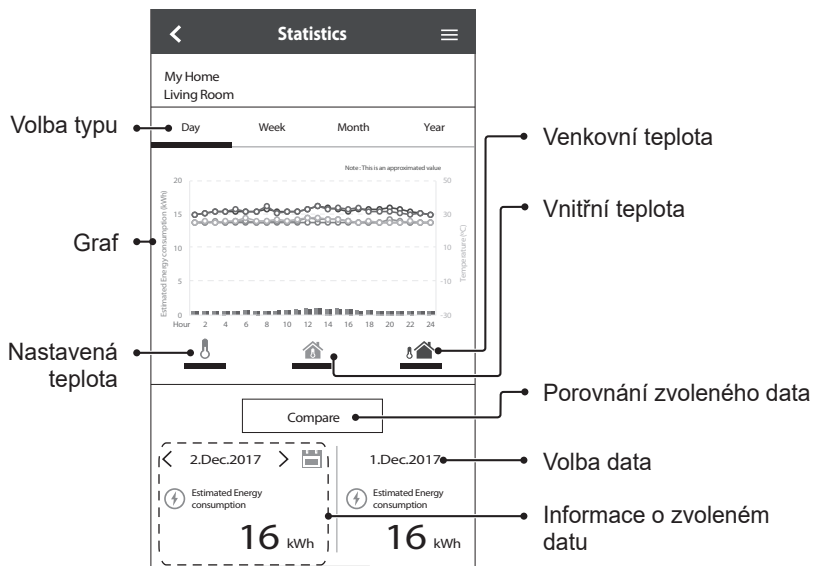 Statistics
My Home
Living Room
Volba typu
Day Week Month Year
Venkovní teplota
Note : This is an approximated value
Vnitřní teplota
Graf
Estimated Energy consumption (kWh)
20
15
10
5
0
50
30
10
-10
-30
Temperature (°C)
Hour 2 4 6 8 10 12 14 16 18 20 22 24
Nastavená
teplota
Porovnání zvoleného data
Compare
2.Dec.2017
1.Dec.2017
Volba data
Estimated Energy
consumption
16 kWh
Estimated Energy
consumption
16 kWh
Informace o zvoleném
datu